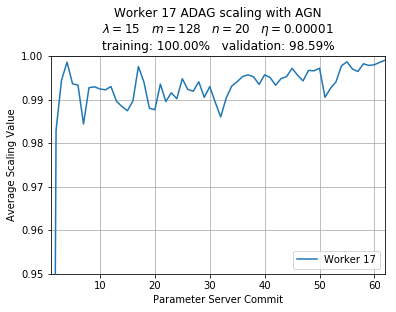 Worker 17 ADAG scaling with AGN
λ = 15 m = 128 n = 20 η = 0.00001
training: 100.00% validation: 98.59%
1.00
0.99
0.98
0.97
0.96
0.95
Average Scaling Value
Worker 17
10 20 30 40 50 60
Parameter Server Commit